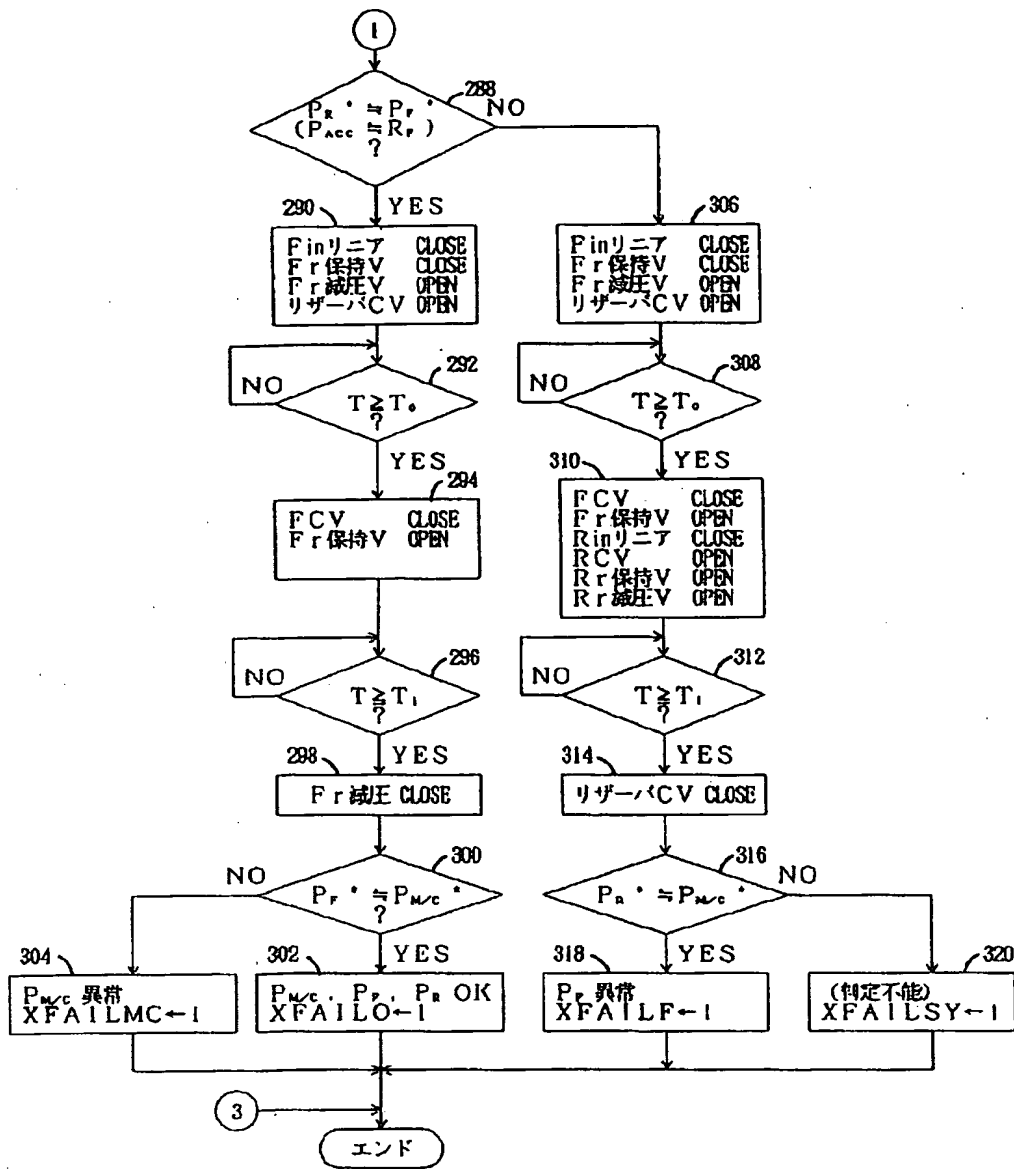 1
288
P_R * ≒ P_F *
(P_ACC ≒ R_F)
?
NO
YES
290
Finリニア CLOSE
Fr保持V CLOSE
Fr減圧V OPEN
リザーバCV OPEN
306
Finリニア CLOSE
Fr保持V CLOSE
Fr減圧V OPEN
リザーバCV OPEN
292
NO
T≧T₀
?
YES
308
NO
T≧T₀
?
YES
294
FCV CLOSE
Fr保持V OPEN
310
FCV CLOSE
Fr保持V OPEN
Rinリニア CLOSE
RCV OPEN
Rr保持V OPEN
Rr減圧V OPEN
296
NO
T≧T₁
?
YES
312
NO
T≧T₁
?
YES
298
Fr減圧 CLOSE
314
リザーバCV CLOSE
300
NO
P_F * ≒ P_M/C *
?
YES
316
P_R * ≒ P_M/C *
NO
YES
304
P_M/C 異常
XFAILMC←1
302
P_M/C, P_F, P_R OK
XFAILO←1
318
P_F 異常
XFAILF←1
320
(判定不能)
XFAILSY←1
3
エンド